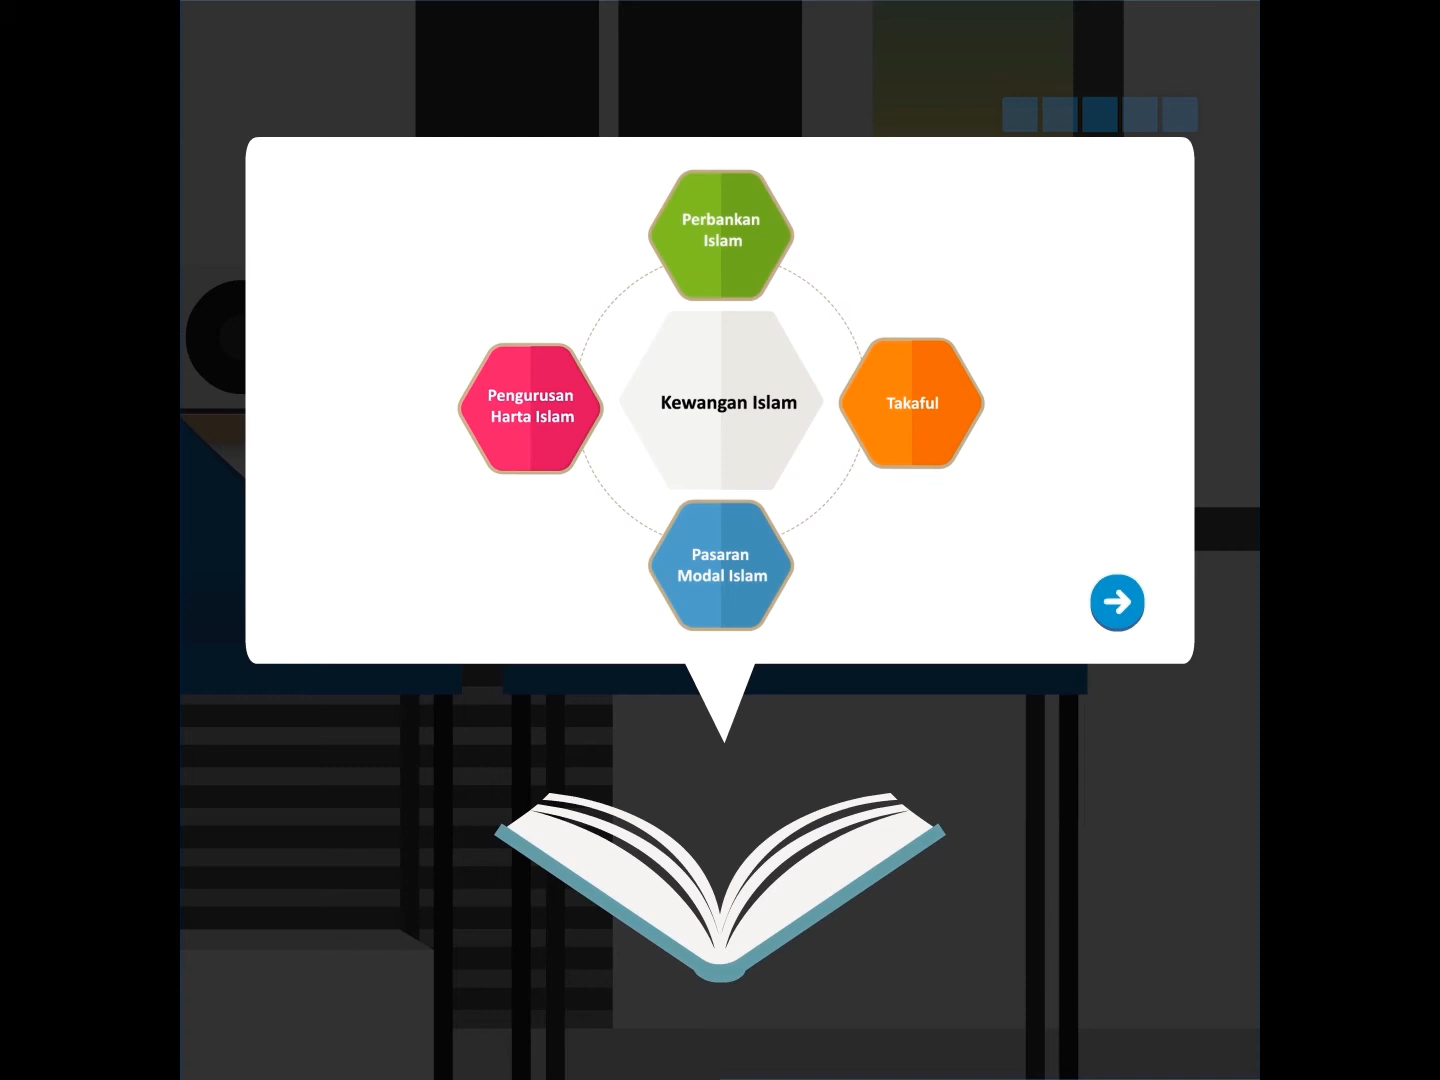 Perbankan
Islam
Pengurusan
Harta Islam
Kewangan Islam
Takaful
Pasaran
Modal Islam